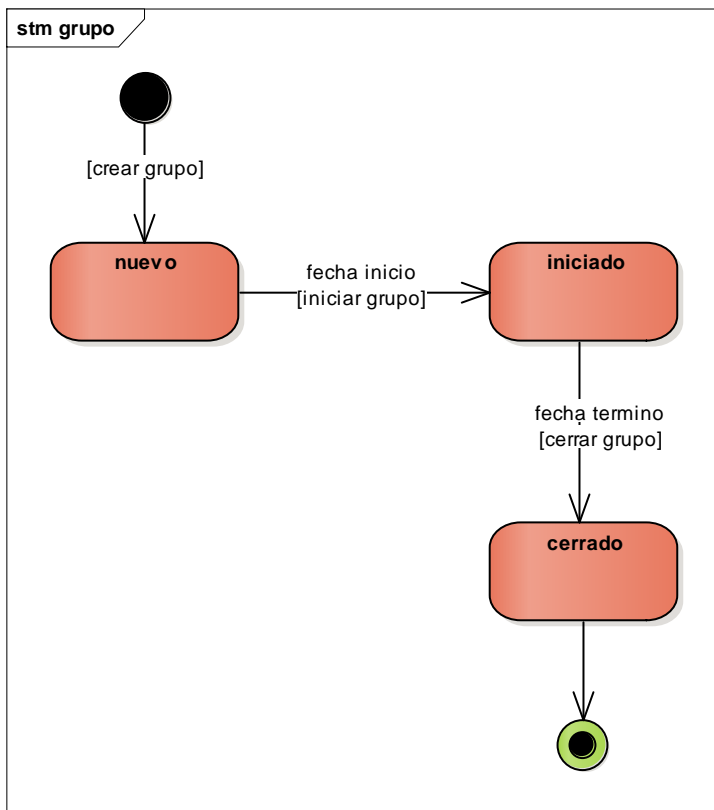 stm grupo
[crear grupo]
nuevo
fecha inicio
[iniciar grupo]
iniciado
fecha termino
[cerrar grupo]
cerrado